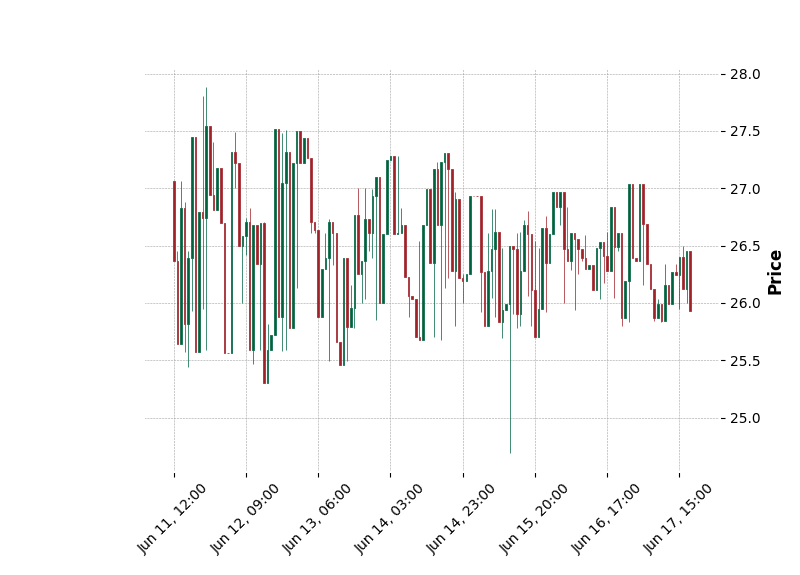 28.0
27.5
27.0
26.5
26.0
25.5
25.0
Price
Jun 11, 12:00
Jun 12, 09:00
Jun 13, 06:00
Jun 14, 03:00
Jun 14, 23:00
Jun 15, 20:00
Jun 16, 17:00
Jun 17, 15:00